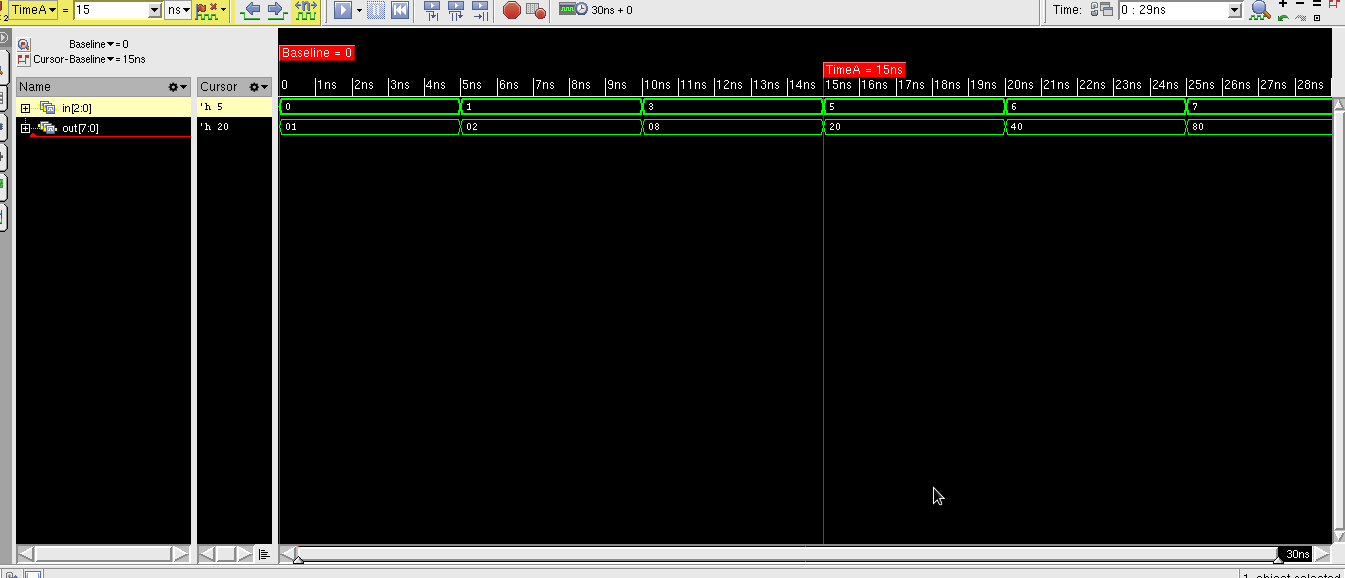 TimeA = 15 ns 30ns + 0 Time: 0 : 29ns
Baseline = 0
Cursor-Baseline = 15ns
Baseline = 0
TimeA = 15ns
Name Cursor
0 1ns 2ns 3ns 4ns 5ns 6ns 7ns 8ns 9ns 10ns 11ns 12ns 13ns 14ns 15ns 16ns 17ns 18ns 19ns 20ns 21ns 22ns 23ns 24ns 25ns 26ns 27ns 28ns
in[2:0] 'h 5 0 1 3 5 6 7
out[7:0] 'h 20 01 02 08 20 40 80
30ns
1 object selected